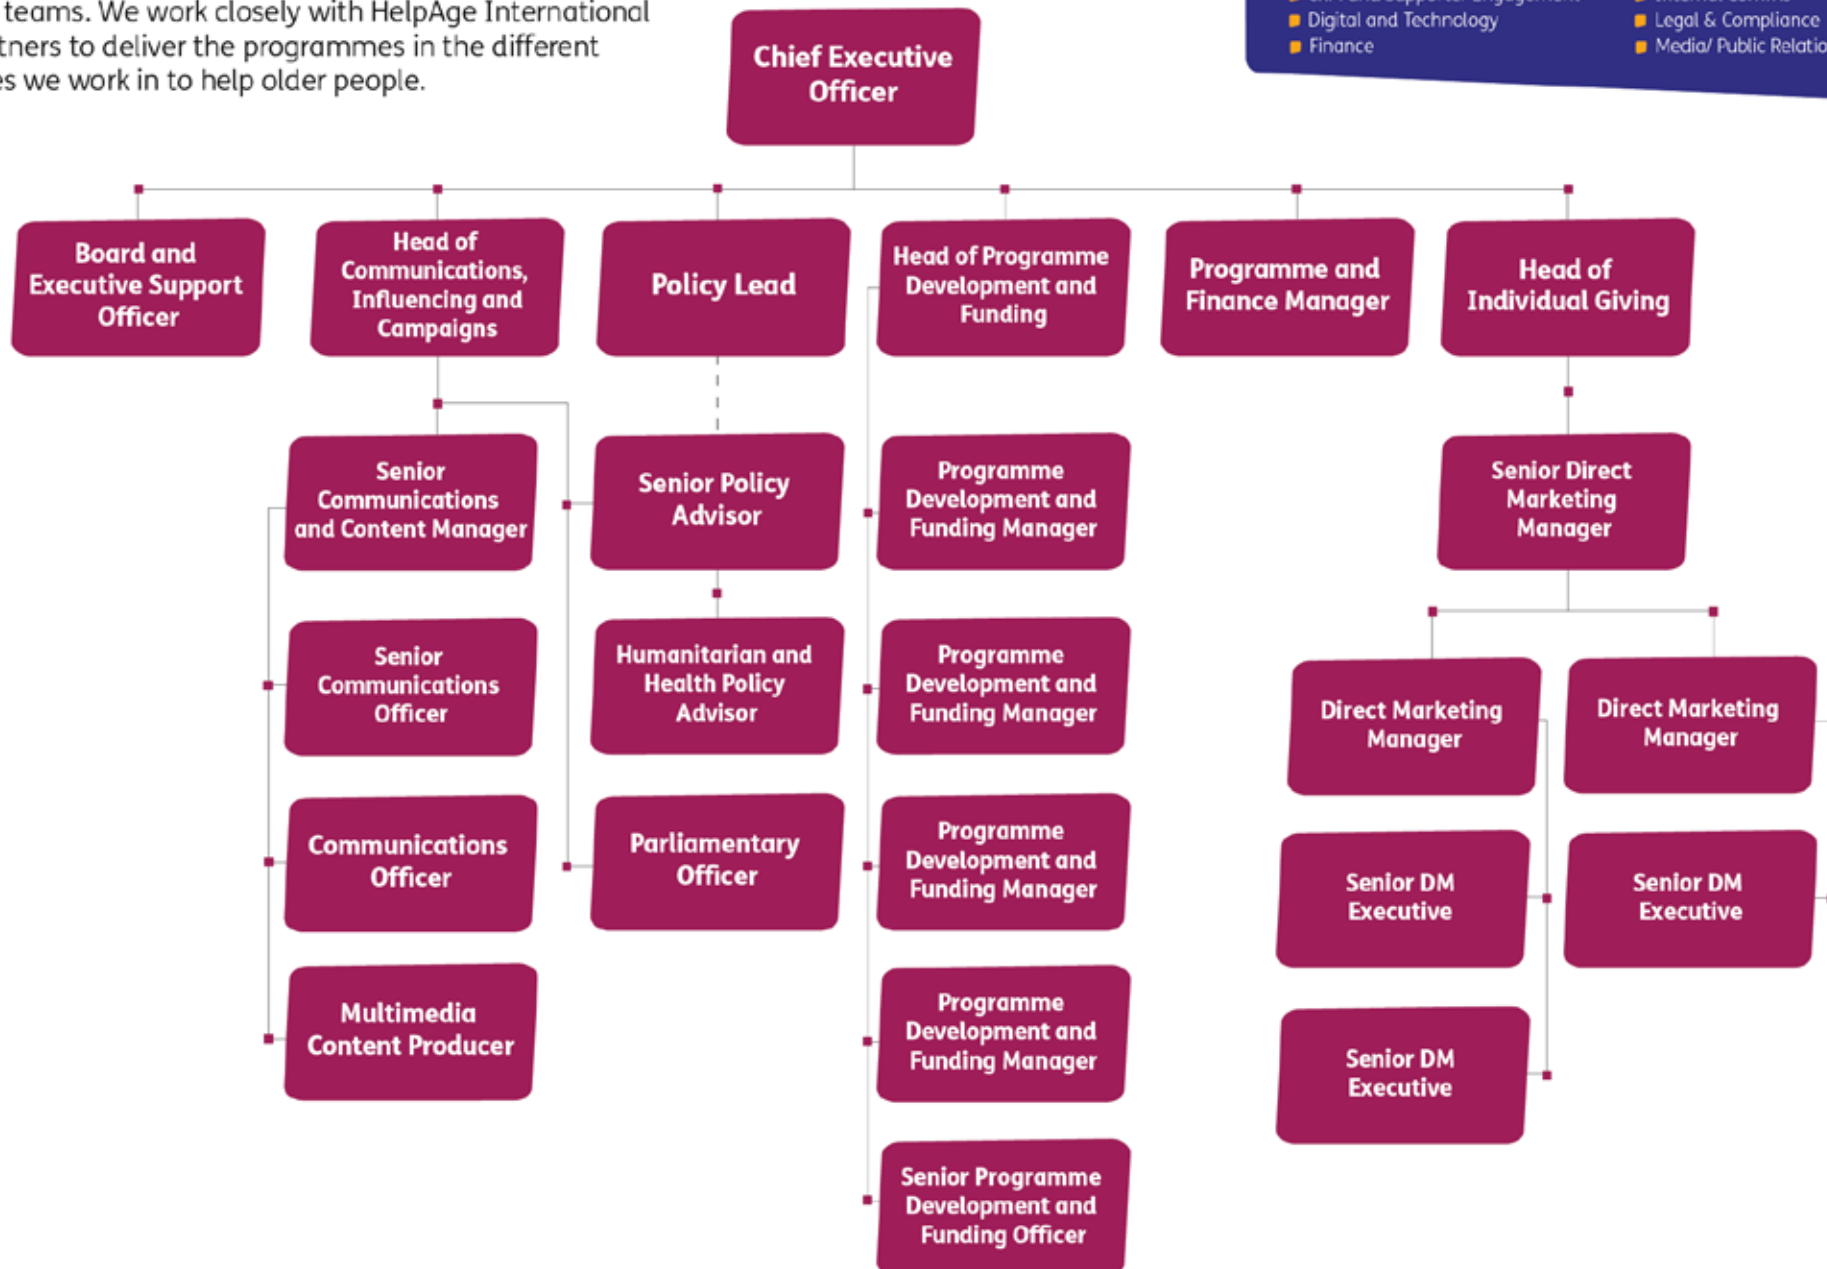 teams. We work closely with HelpAge International
tners to deliver the programmes in the different
es we work in to help older people.
Digital and Technology
Finance
Legal & Compliance
Media/ Public Relatio
Chief Executive
Officer
Board and
Executive Support
Officer
Head of
Communications,
Influencing and
Campaigns
Policy Lead
Head of Programme
Development and
Funding
Programme and
Finance Manager
Head of
Individual Giving
Senior
Communications
and Content Manager
Senior Policy
Advisor
Programme
Development and
Funding Manager
Senior Direct
Marketing
Manager
Senior
Communications
Officer
Humanitarian and
Health Policy
Advisor
Programme
Development and
Funding Manager
Direct Marketing
Manager
Direct Marketing
Manager
Communications
Officer
Parliamentary
Officer
Programme
Development and
Funding Manager
Senior DM
Executive
Senior DM
Executive
Multimedia
Content Producer
Programme
Development and
Funding Manager
Senior DM
Executive
Senior Programme
Development and
Funding Officer